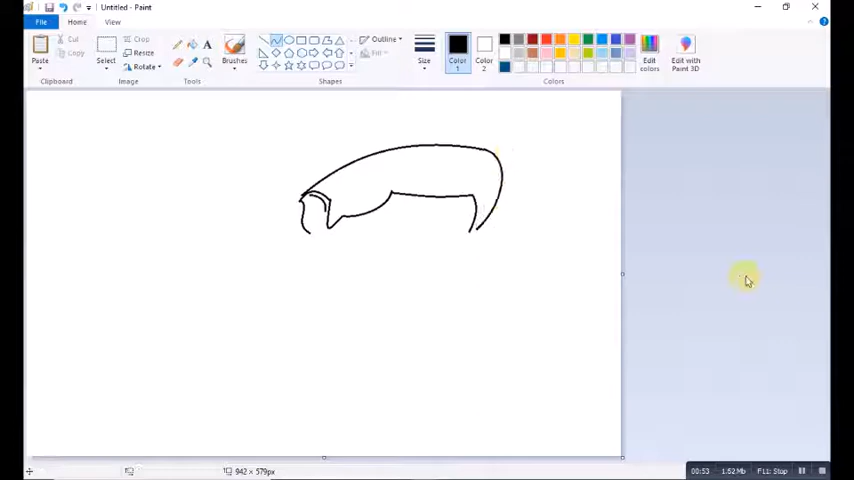 Untitled - Paint
File Home View
Paste
Cut
Copy
Clipboard
Select
Crop
Resize
Rotate
Image
A
Tools
Brushes
Outline
Fill
Shapes
Size
Color
1
Color
2
Edit
colors
Edit with
Paint 3D
Colors
942 × 579px
00:53 1.52 Mb F11: Stop